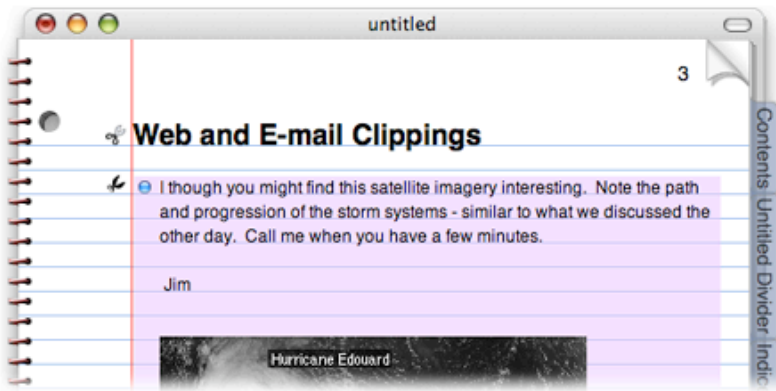 untitled
3
Web and E-mail Clippings
I though you might find this satellite imagery interesting.  Note the path
and progression of the storm systems - similar to what we discussed the
other day.  Call me when you have a few minutes.
Jim
Hurricane Edouard
Contents
Untitled Divider